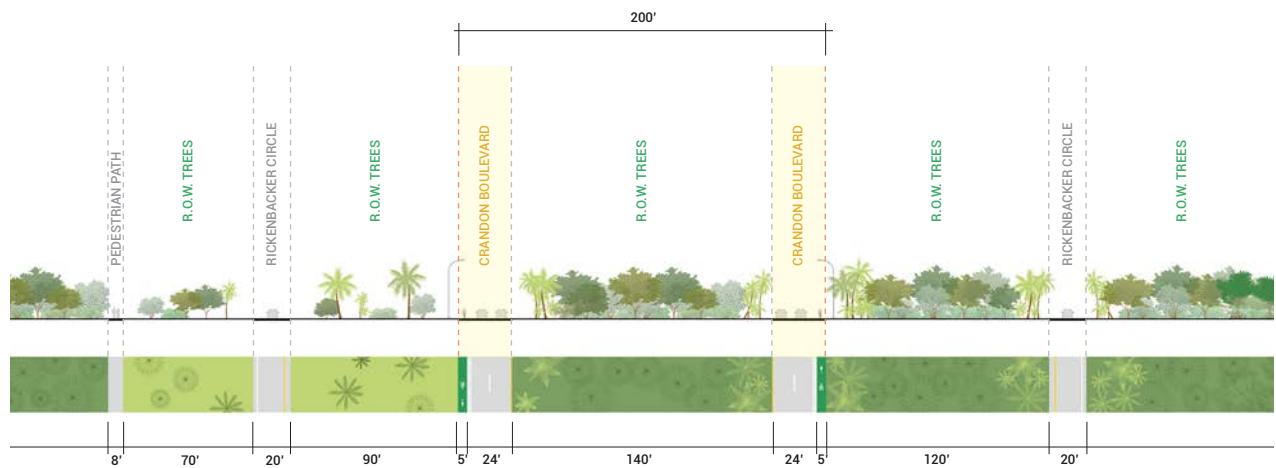 200'
PEDESTRIAN PATH
R.O.W. TREES
RICKENBACKER CIRCLE
R.O.W. TREES
CRANDON BOULEVARD
R.O.W. TREES
CRANDON BOULEVARD
R.O.W. TREES
RICKENBACKER CIRCLE
R.O.W. TREES
8'
70'
20'
90'
5'
24'
140'
24'
5'
120'
20'